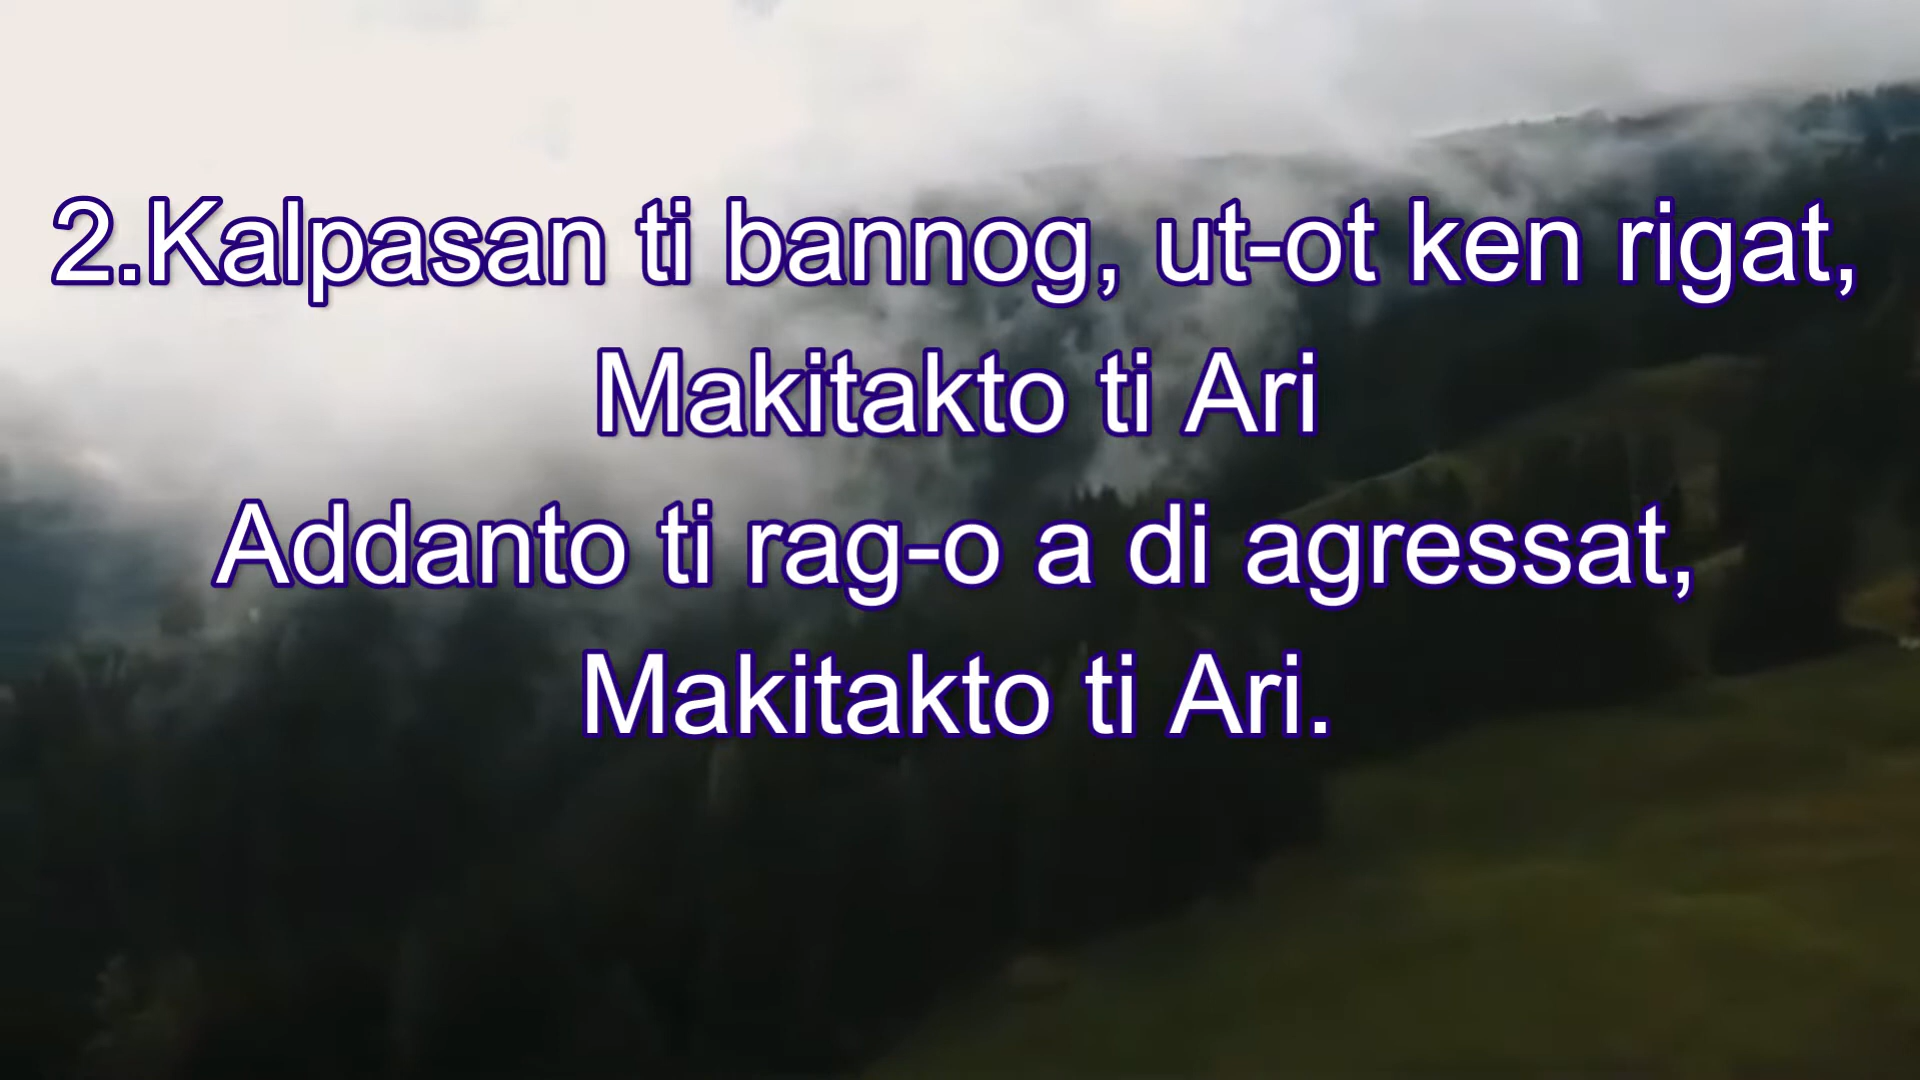 2.Kalpasan ti bannog, ut-ot ken rigat,
Makitakto ti Ari
Addanto ti rag-o a di agressat,
Makitakto ti Ari.